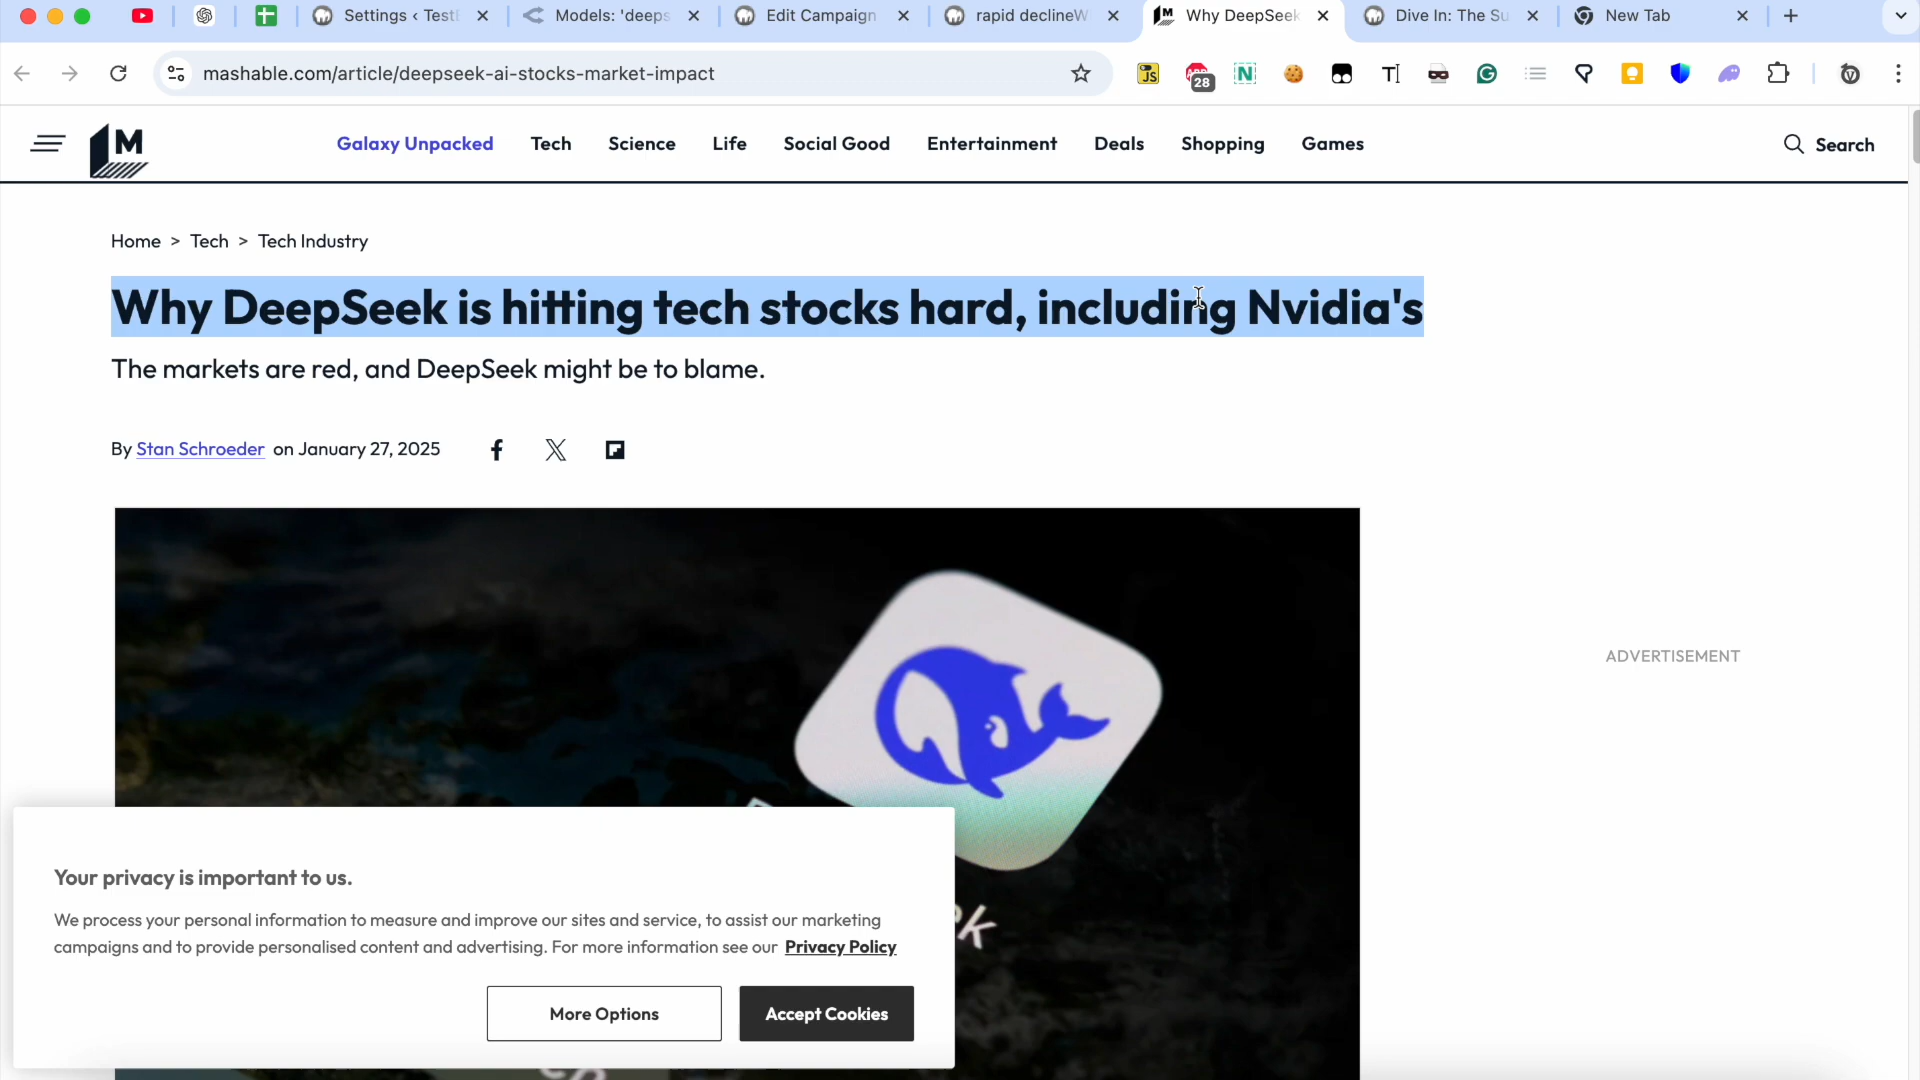 Settings ‹ Test
Models: 'deeps
Edit Campaign
rapid declineW
Why DeepSeek
Dive In: The Su
New Tab
mashable.com/article/deepseek-ai-stocks-market-impact
JS
28
N
M
Galaxy Unpacked
Tech
Science
Life
Social Good
Entertainment
Deals
Shopping
Games
Search
Home > Tech > Tech Industry
Why DeepSeek is hitting tech stocks hard, including Nvidia's
The markets are red, and DeepSeek might be to blame.
By Stan Schroeder on January 27, 2025
ADVERTISEMENT
Your privacy is important to us.
We process your personal information to measure and improve our sites and service, to assist our marketing
campaigns and to provide personalised content and advertising. For more information see our Privacy Policy
More Options
Accept Cookies